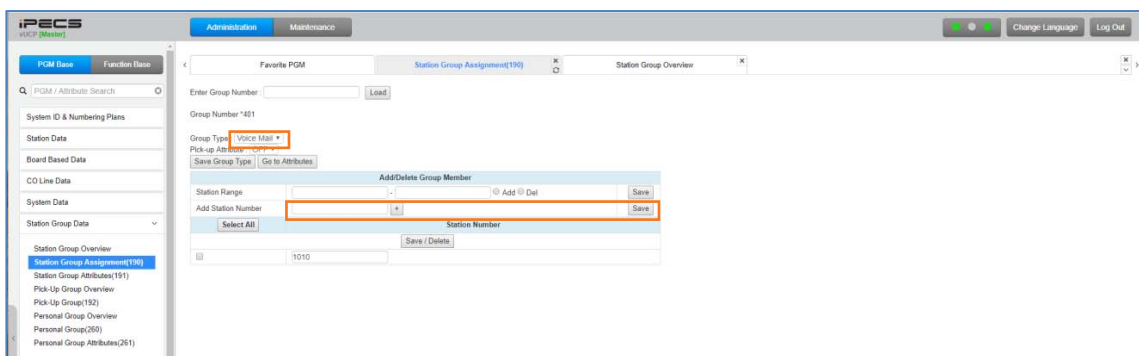 iPECS
vUCP [Master]
Administration Maintenance
Change Language Log Out
PGM Base Function Base
Favorite PGM Station Group Assignment(190) Station Group Overview
PGM / Attribute Search
Enter Group Number : Load
System ID & Numbering Plans
Group Number *401
Station Data
Group Type : Voice Mail
Pick-up Attribute : OFF
Board Based Data
Save Group Type Go to Attributes
CO Line Data
Add/Delete Group Member
Station Range - Add Del Save
System Data
Add Station Number + Save
Station Group Data
Select All Station Number
Save / Delete
Station Group Overview
1010
Station Group Assignment(190)
Station Group Attributes(191)
Pick-Up Group Overview
Pick-Up Group(192)
Personal Group Overview
Personal Group(260)
Personal Group Attributes(261)